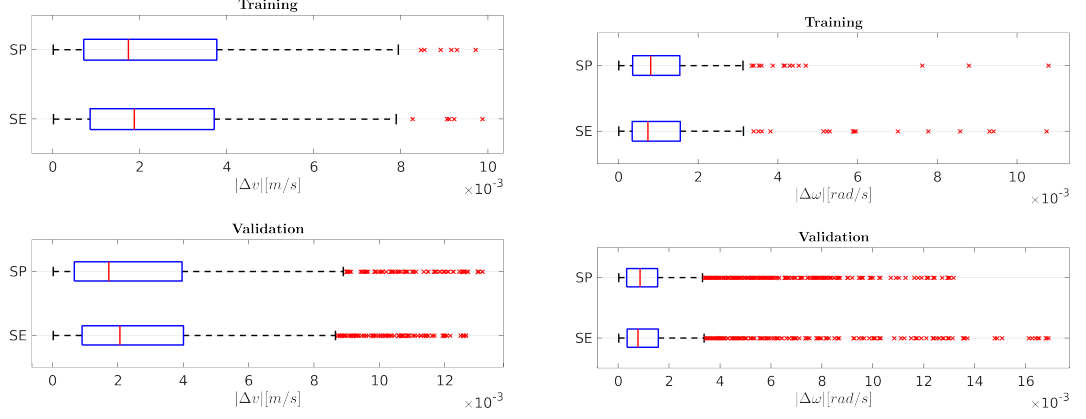 Training
SP
SE
0 2 4 6 8 10
×10⁻³
|Δv|[m/s]
Validation
SP
SE
0 2 4 6 8 10 12
×10⁻³
|Δv|[m/s]
Training
SP
SE
0 2 4 6 8 10
×10⁻³
|Δω|[rad/s]
Validation
SP
SE
0 2 4 6 8 10 12 14 16
×10⁻³
|Δω|[rad/s]